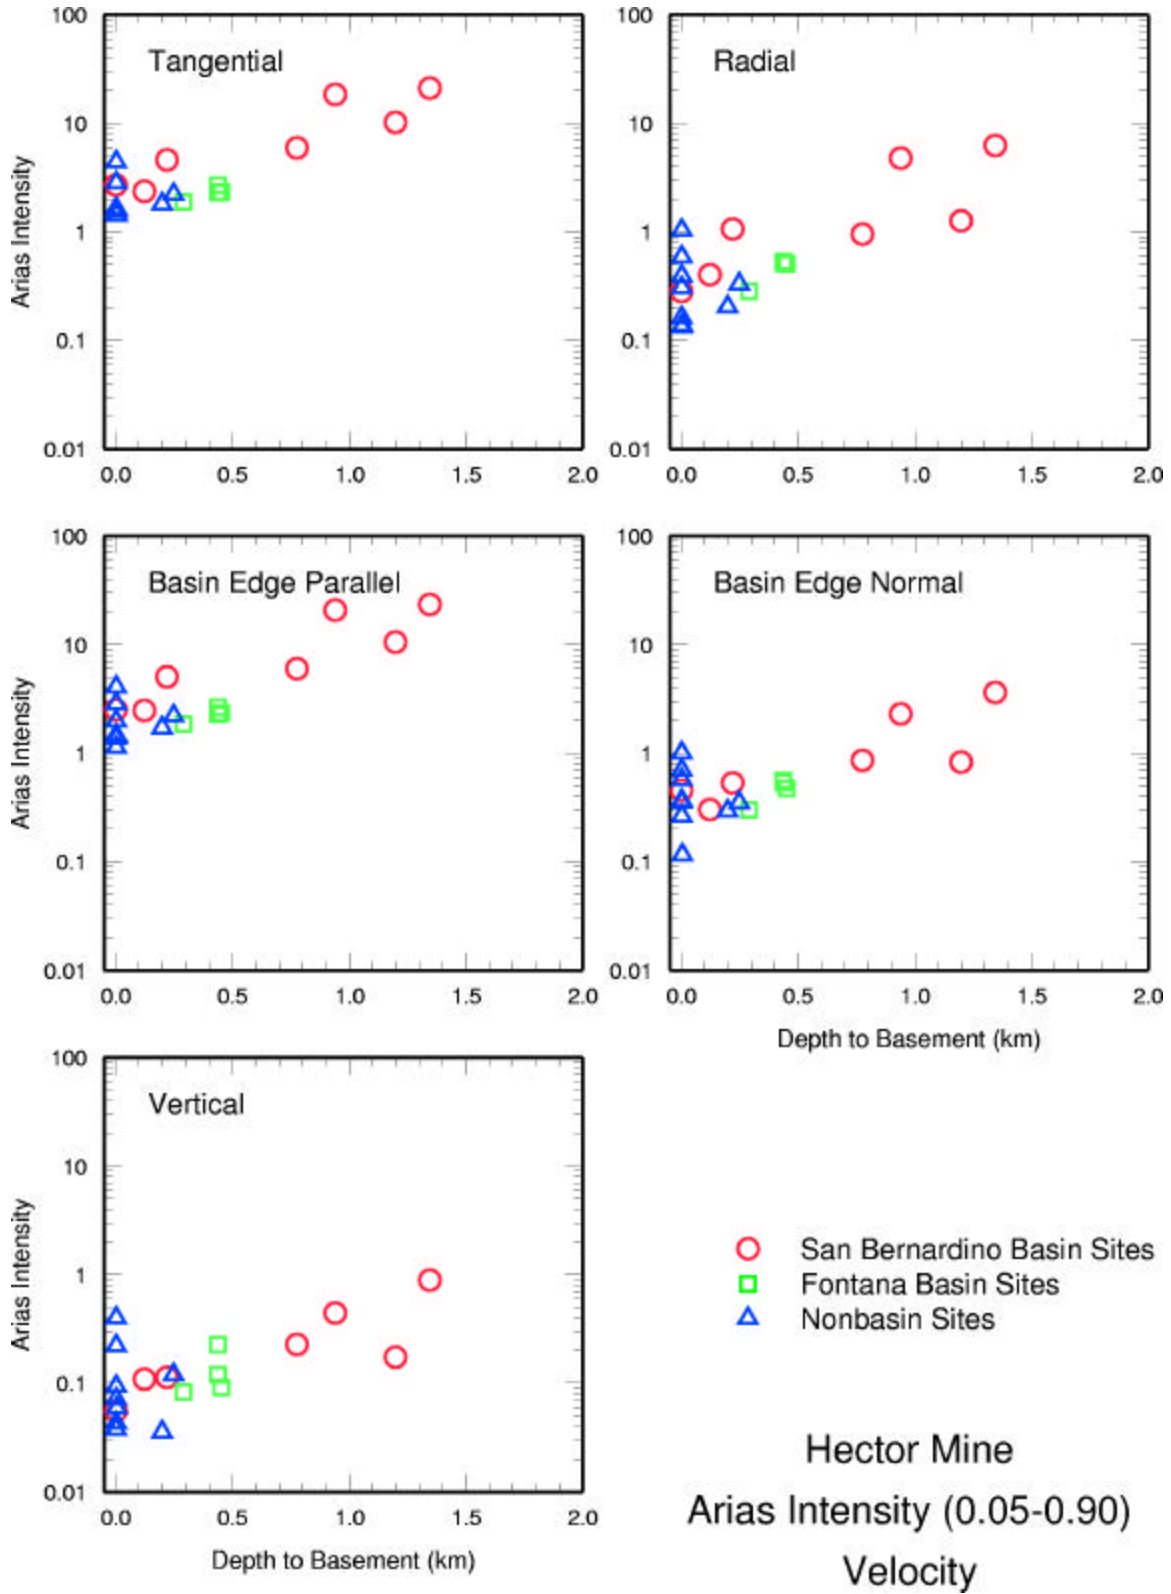 Tangential
100
10
1
0.1
0.01
Arias Intensity
0.0 0.5 1.0 1.5 2.0
Radial
100
10
1
0.1
0.01
0.0 0.5 1.0 1.5 2.0
Basin Edge Parallel
100
10
1
0.1
0.01
Arias Intensity
0.0 0.5 1.0 1.5 2.0
Basin Edge Normal
100
10
1
0.1
0.01
0.0 0.5 1.0 1.5 2.0
Depth to Basement (km)
Vertical
100
10
1
0.1
0.01
Arias Intensity
0.0 0.5 1.0 1.5 2.0
Depth to Basement (km)
San Bernardino Basin Sites
Fontana Basin Sites
Nonbasin Sites
Hector Mine
Arias Intensity (0.05-0.90)
Velocity